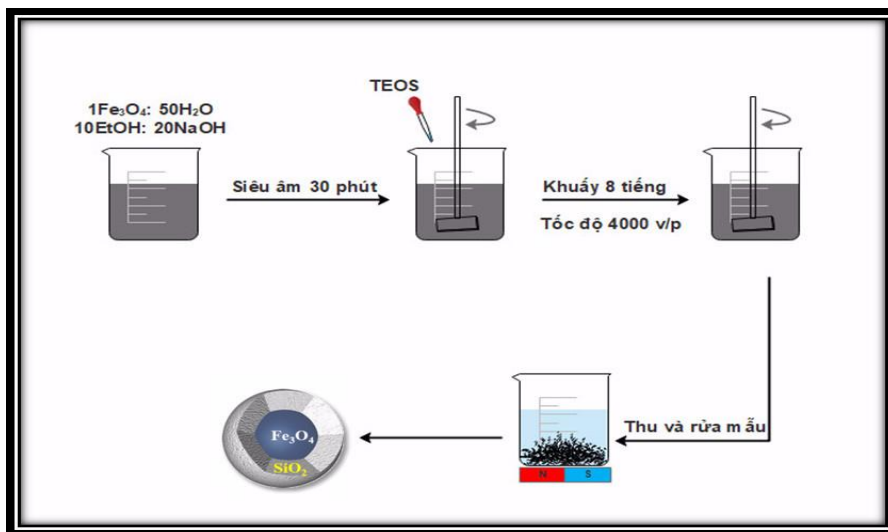 TEOS
1Fe₃O₄: 50H₂O
10EtOH: 20NaOH
Siêu âm 30 phút
Khuấy 8 tiếng
Tốc độ 4000 v/p
Thu và rửa mẫu
N S
Fe₃O₄
SiO₂